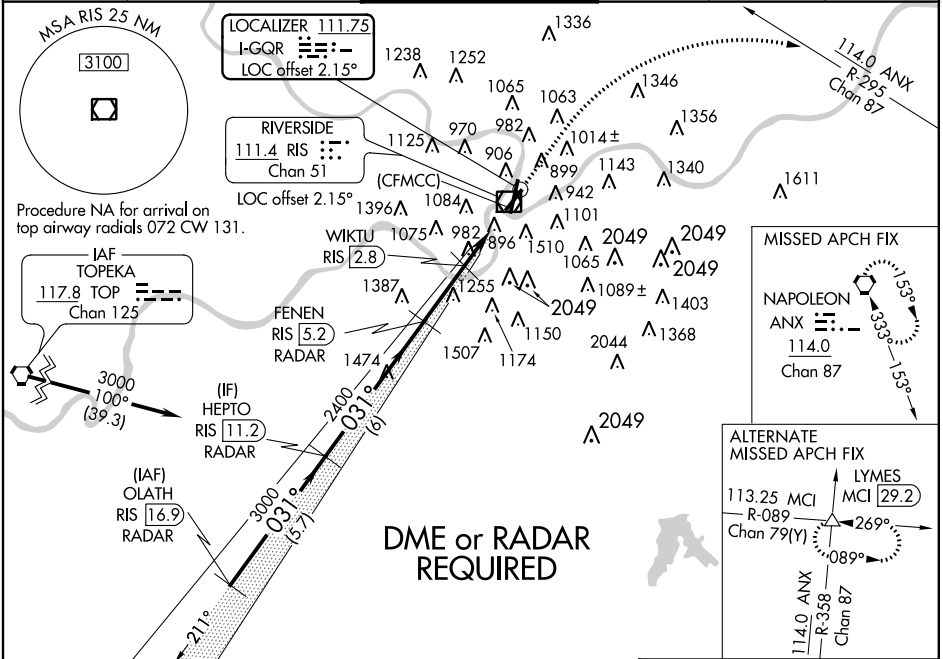 MSA RIS 25 NM
3100
LOCALIZER 111.75
I-GQR
LOC offset 2.15°
RIVERSIDE
111.4 RIS
Chan 51
LOC offset 2.15°
(CFMCC)
Procedure NA for arrival on
top airway radials 072 CW 131.
IAF
TOPEKA
117.8 TOP
Chan 125
3000
100°
(39.3)
WIKTU
RIS 2.8
FENEN
RIS 5.2
RADAR
(IF)
HEPTO
RIS 11.2
RADAR
(IAF)
OLATH
RIS 16.9
RADAR
2400
031°
(6)
3000
031°
(5.7)
211°
1336
1238
1252
1065
1063
1346
1356
1125
970
982
1014±
906
899
1143
1340
1611
942
1396
1084
1101
1075
982
896
1510
1065
2049
2049
2049
1387
1255
2049
1089±
1403
1150
1368
1507
1174
2044
1474
2049
114.0 ANX
R-295
Chan 87
MISSED APCH FIX
NAPOLEON
ANX
114.0
Chan 87
153°
333°
153°
ALTERNATE
MISSED APCH FIX
LYMES
MCI 29.2
113.25 MCI
R-089
Chan 79(Y)
269°
089°
114.0 ANX
R-358
Chan 87
DME or RADAR
REQUIRED